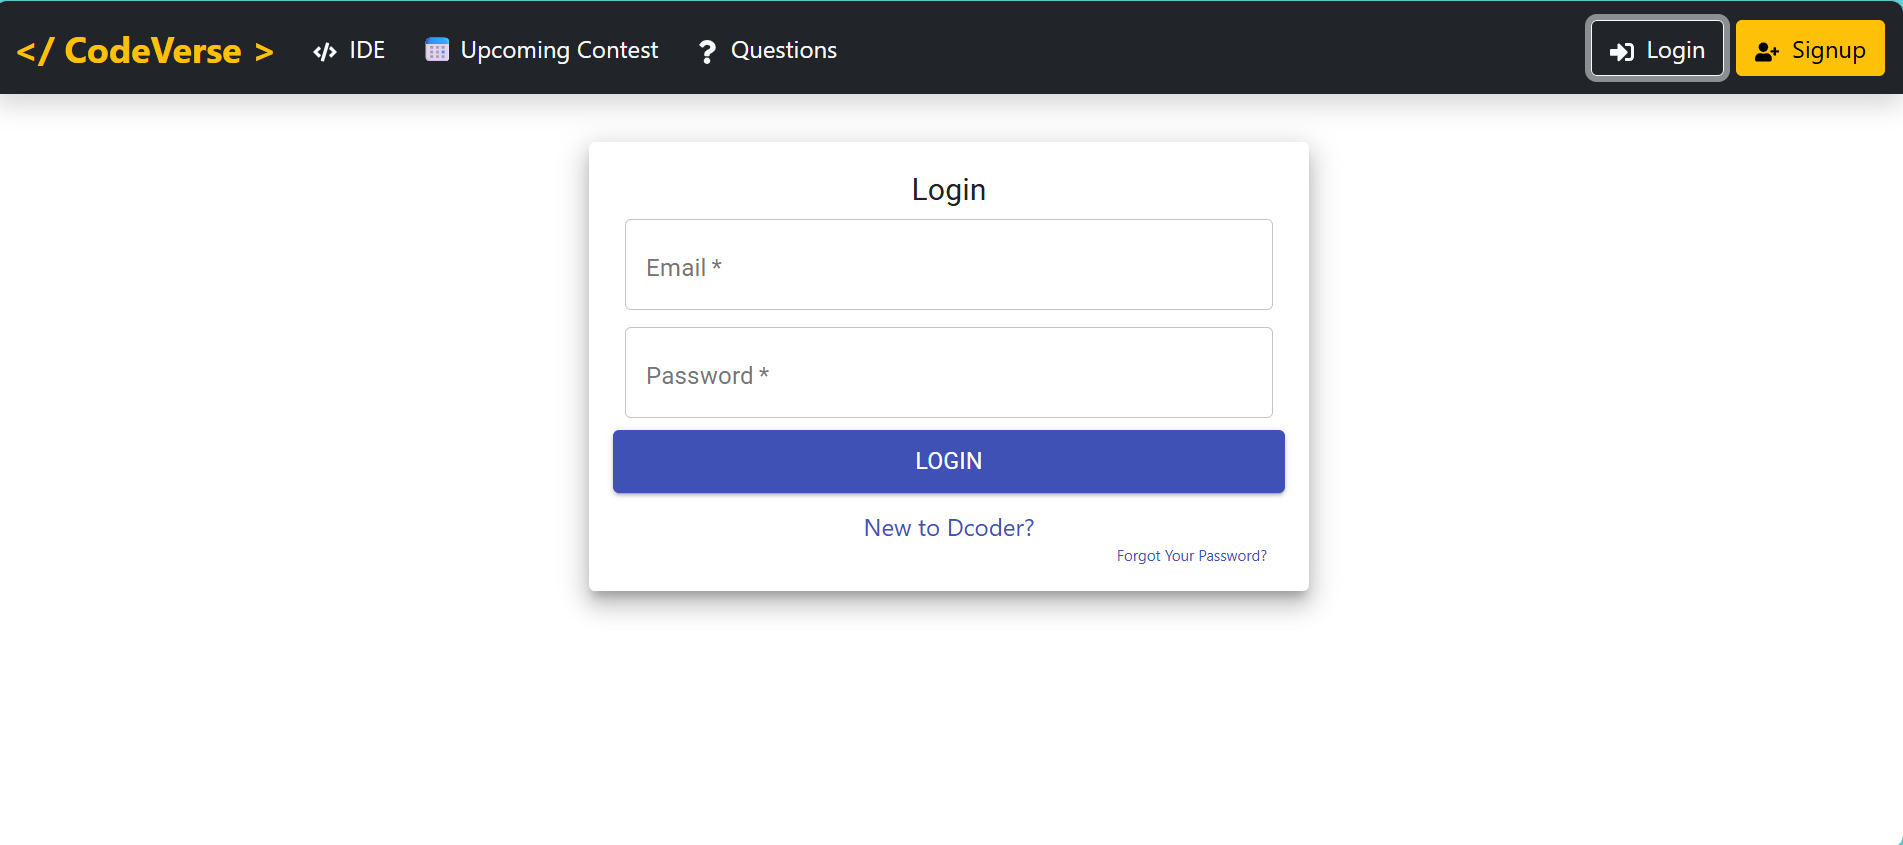 </ CodeVerse > IDE Upcoming Contest ? Questions Login Signup
Login
Email *
Password *
LOGIN
New to Dcoder?
Forgot Your Password?